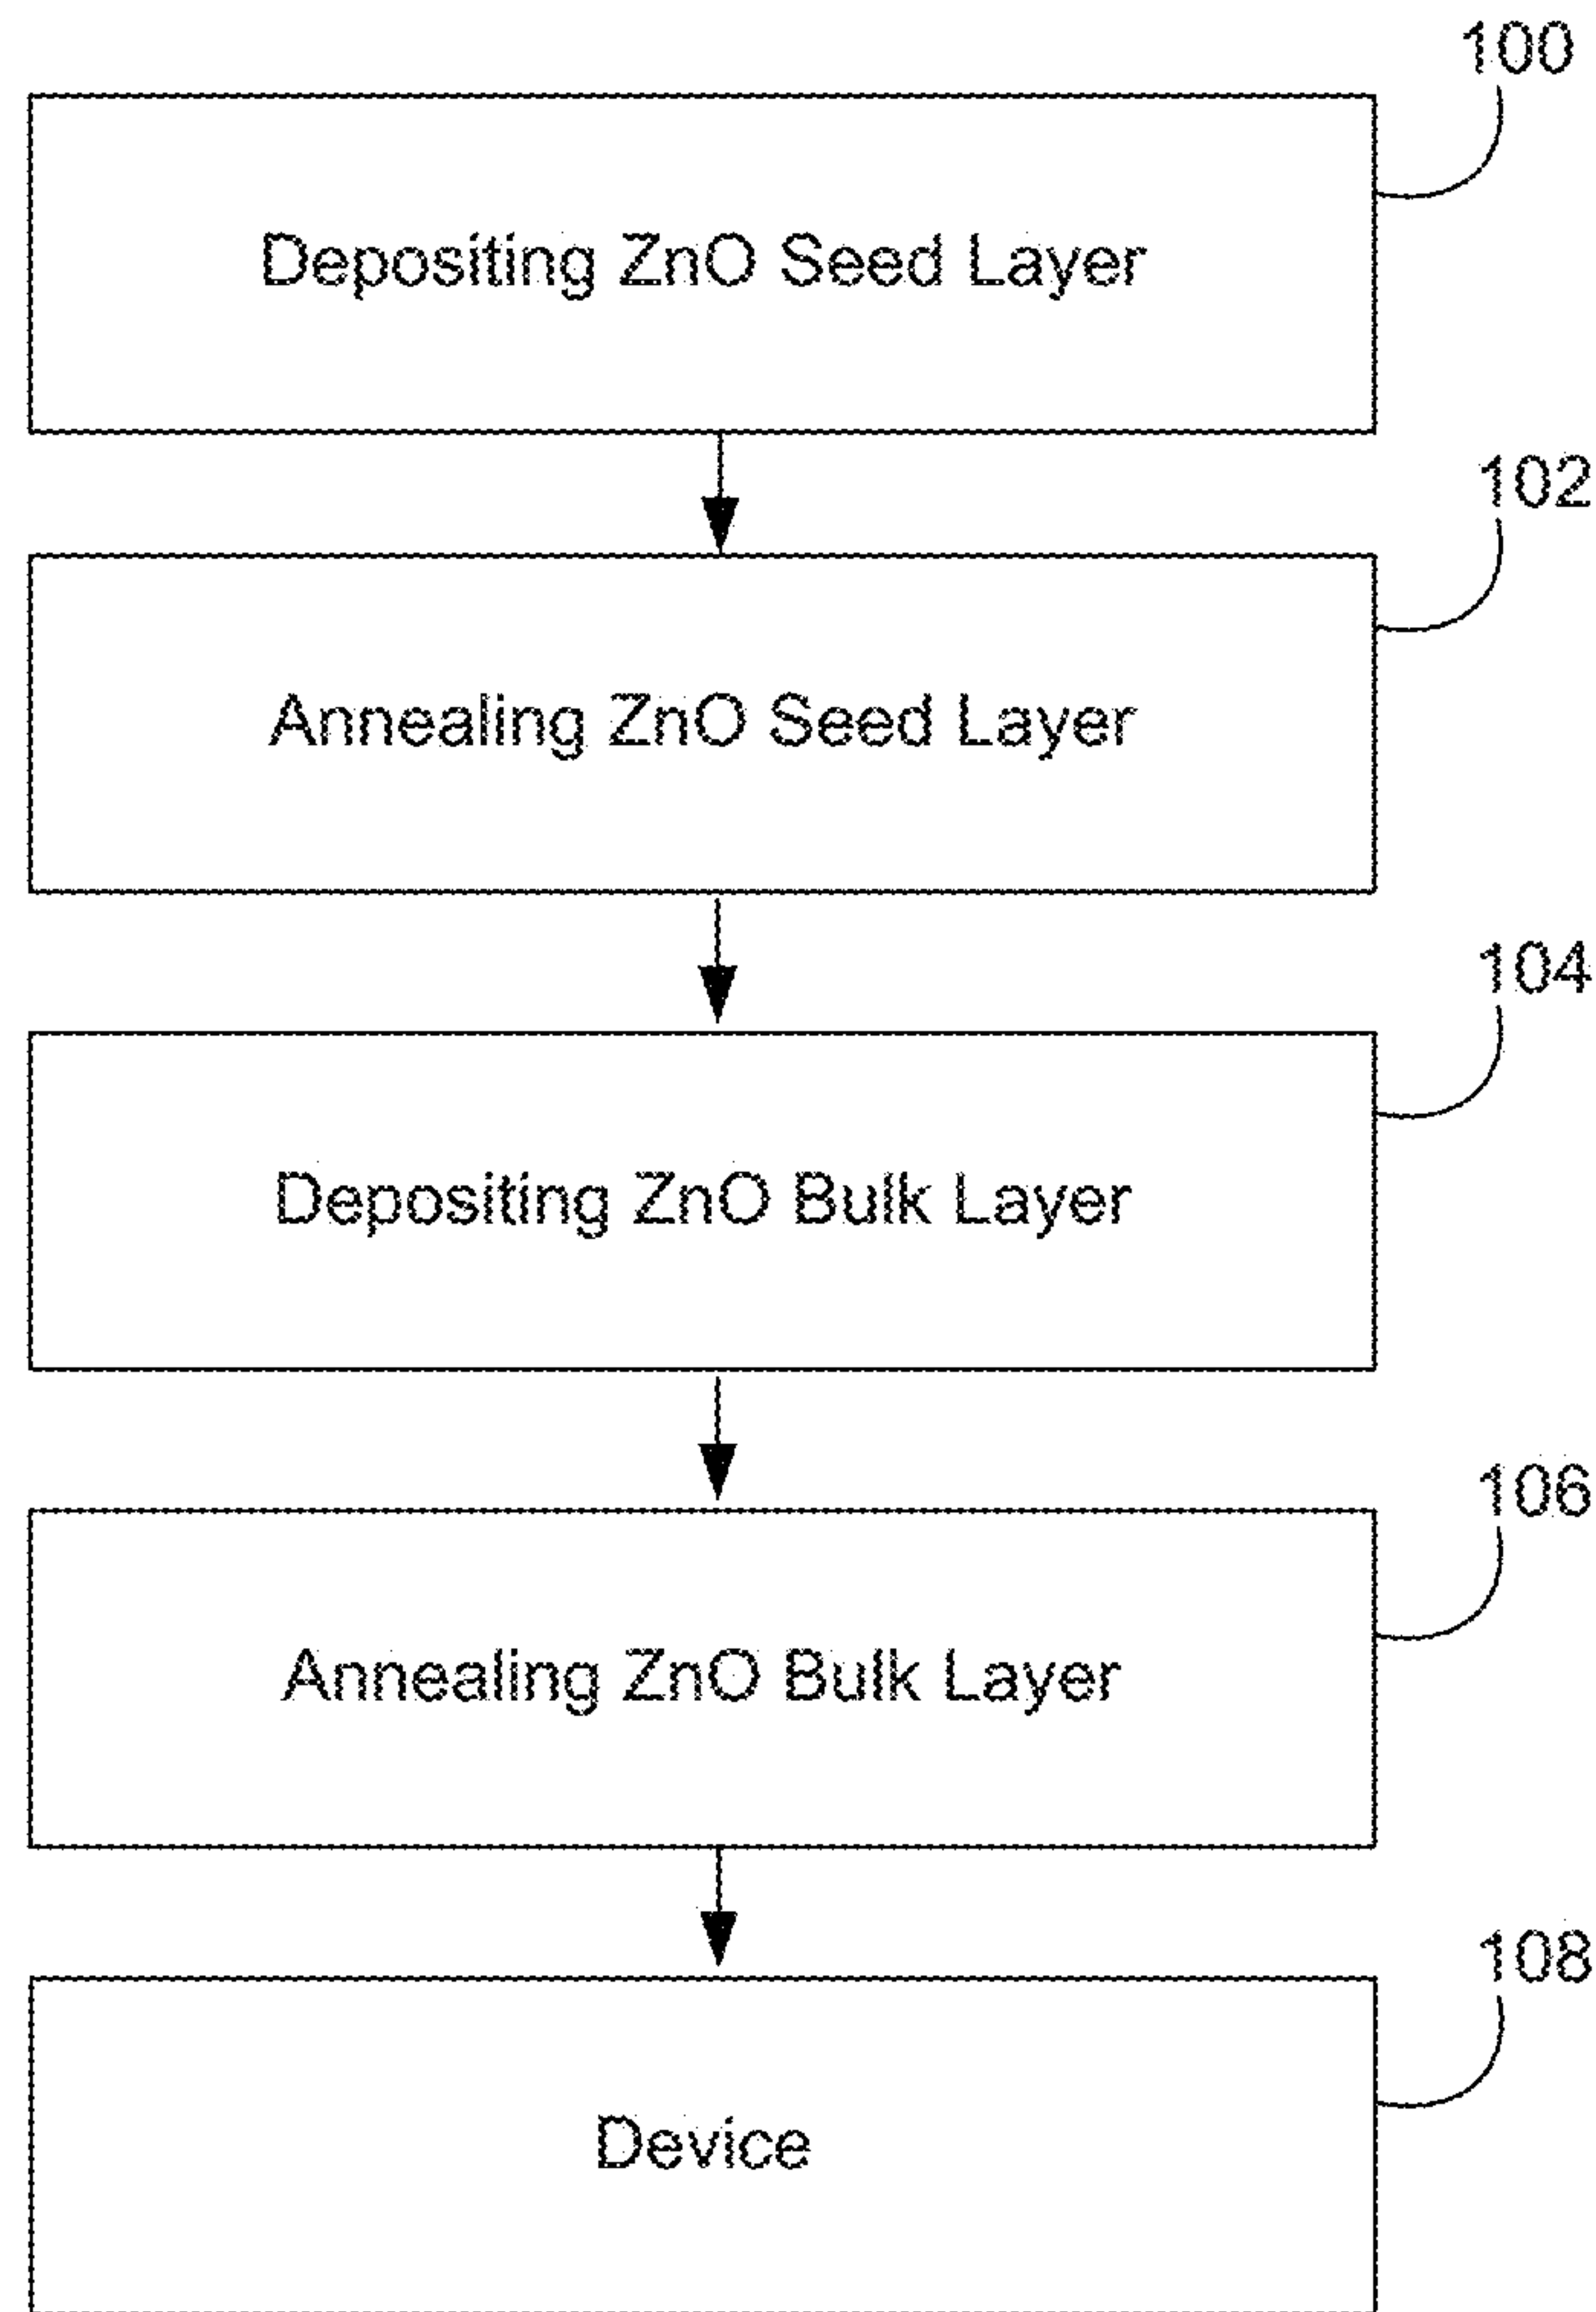 100
Depositing ZnO Seed Layer
102
Annealing ZnO Seed Layer
104
Depositing ZnO Bulk Layer
106
Annealing ZnO Bulk Layer
108
Device